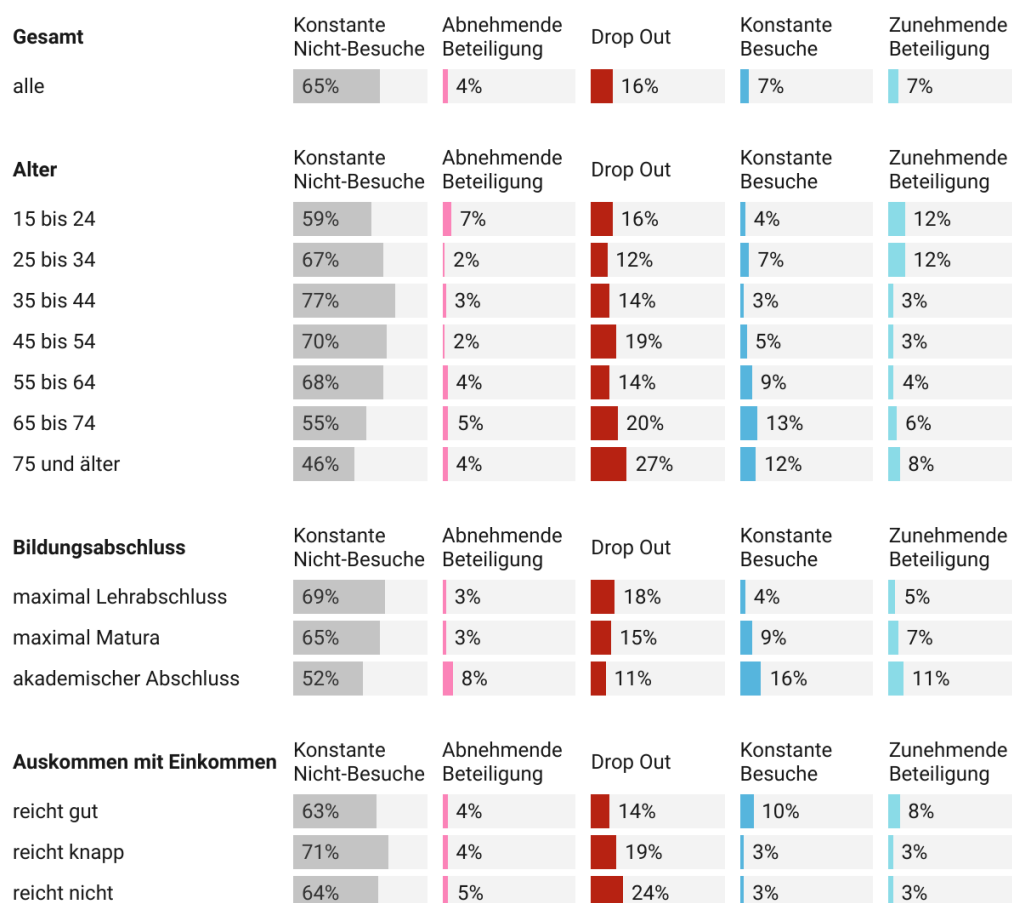 Gesamt Konstante Nicht-Besuche Abnehmende Beteiligung Drop Out Konstante Besuche Zunehmende Beteiligung
alle 65% 4% 16% 7% 7%
Alter Konstante Nicht-Besuche Abnehmende Beteiligung Drop Out Konstante Besuche Zunehmende Beteiligung
15 bis 24 59% 7% 16% 4% 12%
25 bis 34 67% 2% 12% 7% 12%
35 bis 44 77% 3% 14% 3% 3%
45 bis 54 70% 2% 19% 5% 3%
55 bis 64 68% 4% 14% 9% 4%
65 bis 74 55% 5% 20% 13% 6%
75 und älter 46% 4% 27% 12% 8%
Bildungsabschluss Konstante Nicht-Besuche Abnehmende Beteiligung Drop Out Konstante Besuche Zunehmende Beteiligung
maximal Lehrabschluss 69% 3% 18% 4% 5%
maximal Matura 65% 3% 15% 9% 7%
akademischer Abschluss 52% 8% 11% 16% 11%
Auskommen mit Einkommen Konstante Nicht-Besuche Abnehmende Beteiligung Drop Out Konstante Besuche Zunehmende Beteiligung
reicht gut 63% 4% 14% 10% 8%
reicht knapp 71% 4% 19% 3% 3%
reicht nicht 64% 5% 24% 3% 3%